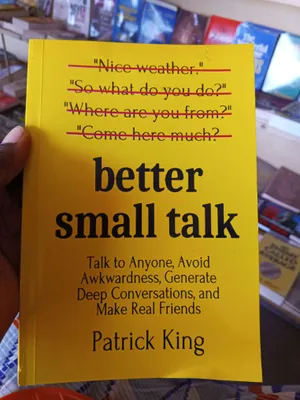 "Nice weather."
"So what do you do?"
"Where are you from?"
"Come here much?
better
small talk
Talk to Anyone, Avoid
Awkwardness, Generate
Deep Conversations, and
Make Real Friends
Patrick King